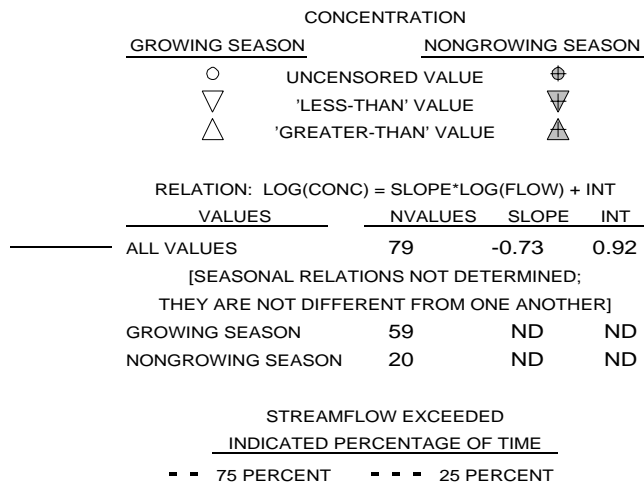 CONCENTRATION
GROWING SEASON NONGROWING SEASON
UNCENSORED VALUE
'LESS-THAN' VALUE
'GREATER-THAN' VALUE
RELATION: LOG(CONC) = SLOPE*LOG(FLOW) + INT
VALUES NVALUES SLOPE INT
ALL VALUES 79 -0.73 0.92
[SEASONAL RELATIONS NOT DETERMINED;
THEY ARE NOT DIFFERENT FROM ONE ANOTHER]
GROWING SEASON 59 ND ND
NONGROWING SEASON 20 ND ND
STREAMFLOW EXCEEDED
INDICATED PERCENTAGE OF TIME
75 PERCENT 25 PERCENT